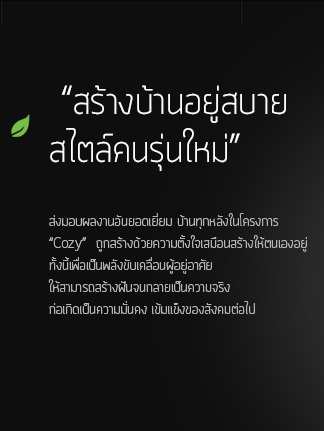 “สร้างบ้านอยู่สบาย
สไตล์คนรุ่นใหม่”
ส่งมอบผลงานอันยอดเยี่ยม บ้านทุกหลังในโครงการ
“Cozy” ถูกสร้างด้วยความตั้งใจเสมือนสร้างให้ตนเองอยู่
ทั้งนี้เพื่อเป็นพลังขับเคลื่อนผู้อยู่อาศัย
ให้สามารถสร้างฝันจนกลายเป็นความจริง
ก่อเกิดเป็นความมั่นคง เข้มแข็งของสังคมต่อไป